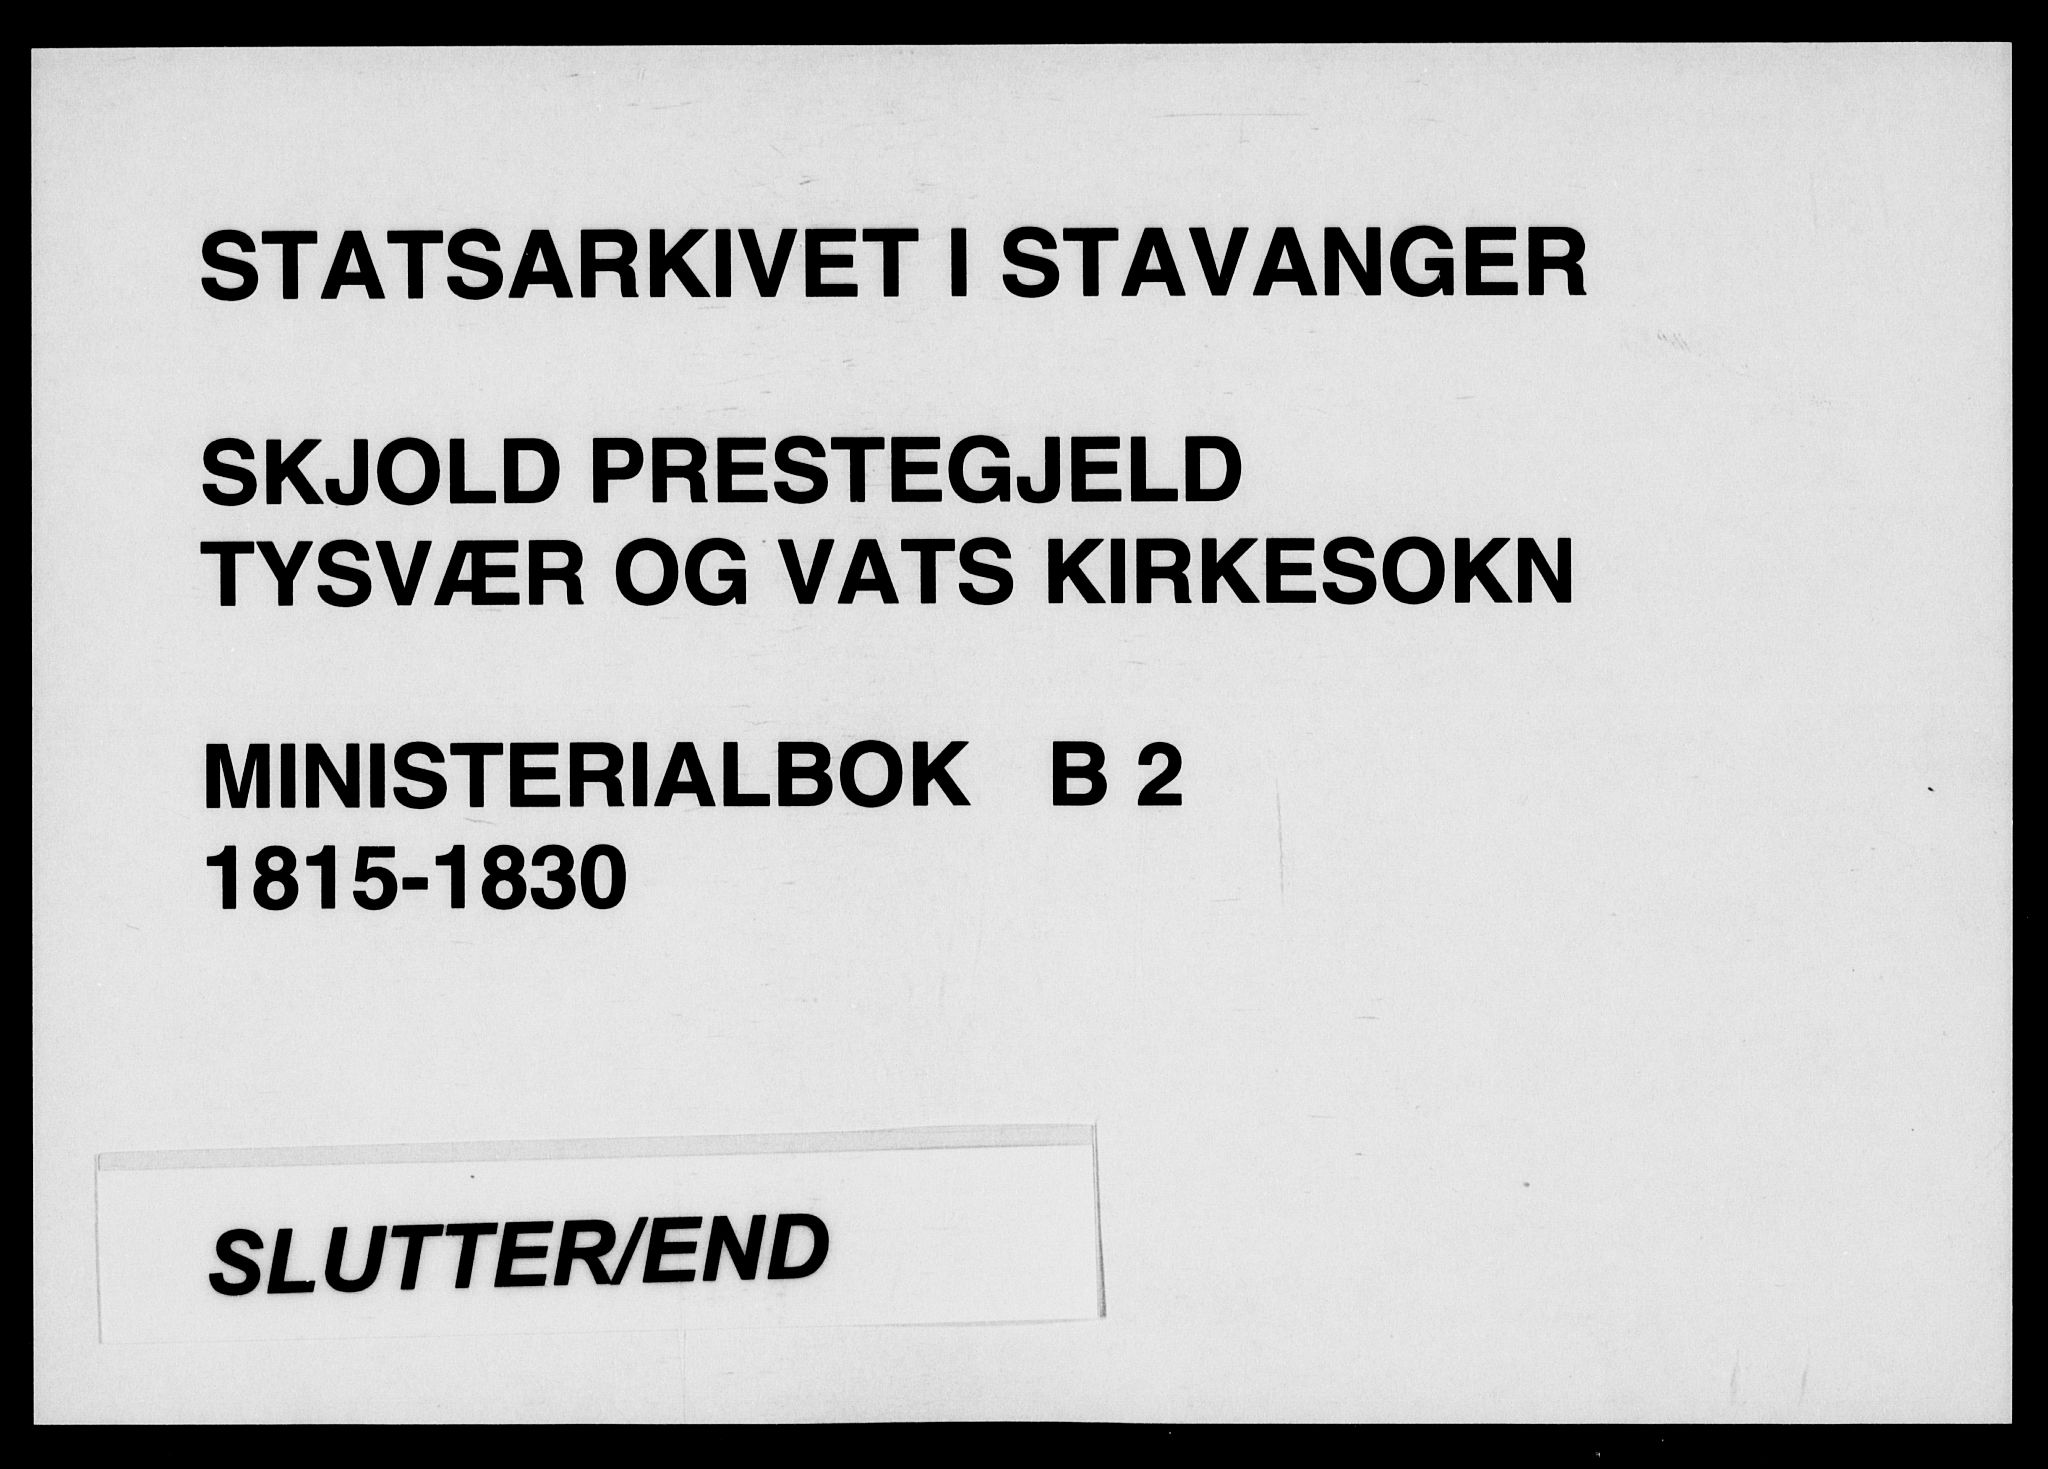 STATSARKIVET I STAVANGER
SKJOLD PRESTEGJELD
TYSVÆR OG VATS KIRKESOKN
MINISTERIALBOK B 2
1815-1830
SLUTTER/END